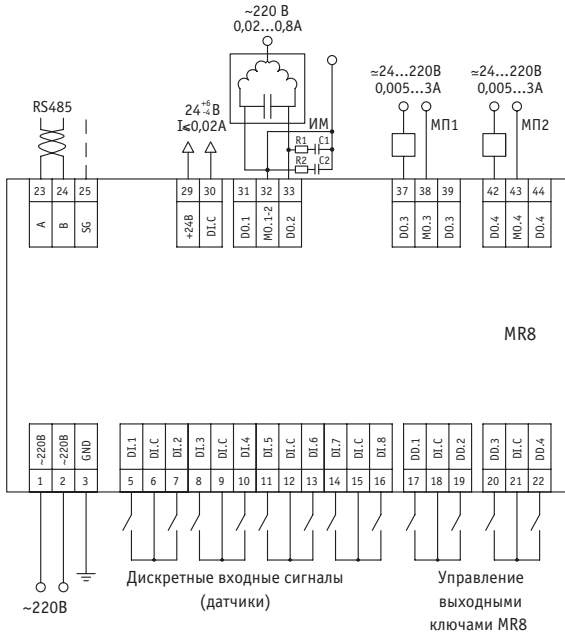 ~220 В
0,02...0,8А
≃24...220В
0,005...3А
≃24...220В
0,005...3А
RS485
24 +6 -4 В
I⩽0,02А
ИМ
R1 C1
R2 C2
МП1
МП2
23 24 25
29 30 31 32 33
37 38 39
42 43 44
A B SG
+24В DI.C DO.1 MO.1-2 DO.2
DO.3 MO.3 DO.3
DO.4 MO.4 DO.4
MR8
~220В ~220В GND
DI.1 DI.C DI.2 DI.3 DI.C DI.4 DI.5 DI.C DI.6 DI.7 DI.C DI.8
DD.1 DI.C DD.2
DD.3 DI.C DD.4
1 2 3
5 6 7 8 9 10 11 12 13 14 15 16
17 18 19
20 21 22
~220В
Дискретные входные сигналы
(датчики)
Управление
выходными
ключами MR8